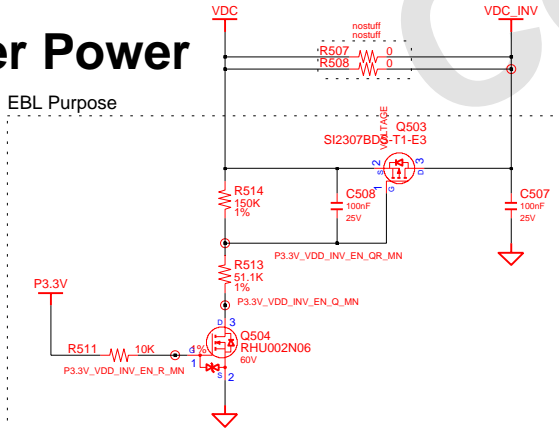 VDC
VDC_INV
nostuff
nostuff
er Power
R507
0
R508
0
EBL Purpose
VOLTAGE
Q503
SI2307BDS-T1-E3
2
3
S
D
1
G
R514
150K
1%
C508
100nF
25V
C507
100nF
25V
P3.3V_VDD_INV_EN_QR_MN
R513
51.1K
1%
P3.3V
P3.3V_VDD_INV_EN_Q_MN
D
3
Q504
RHU002N06
60V
R511
10K
1%
G
1
P3.3V_VDD_INV_EN_R_MN
S
2